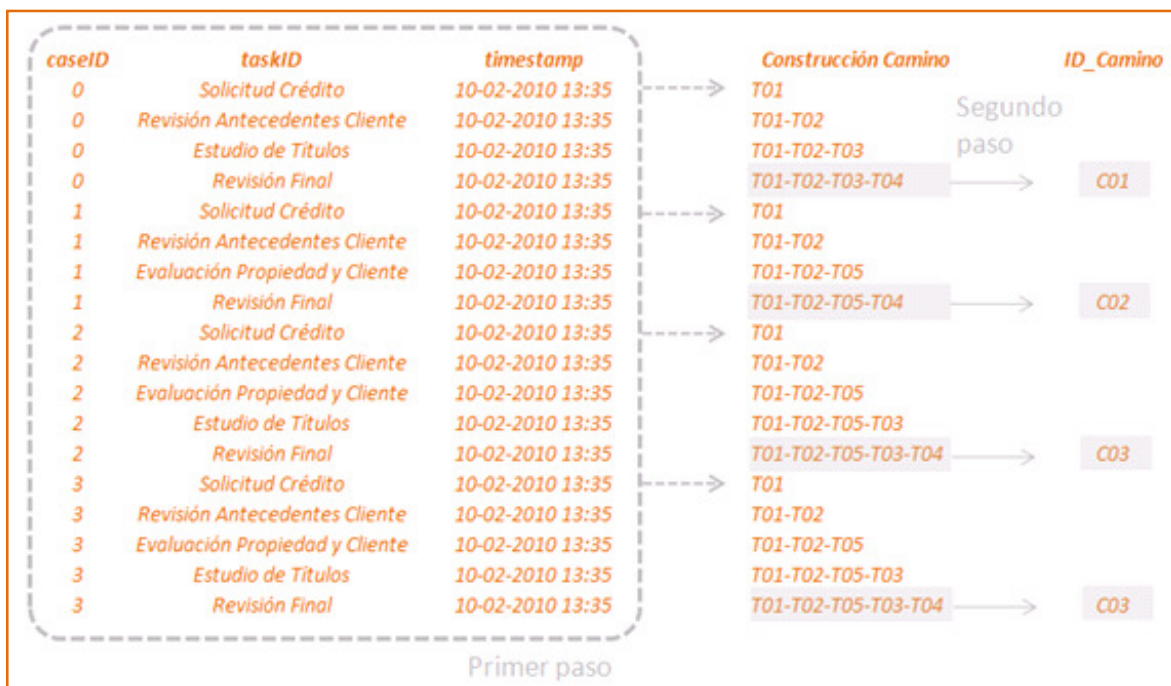 caseID taskID timestamp Construcción Camino ID_Camino
0 Solicitud Crédito 10-02-2010 13:35 T01
Segundo paso
0 Revisión Antecedentes Cliente 10-02-2010 13:35 T01-T02
0 Estudio de Títulos 10-02-2010 13:35 T01-T02-T03
0 Revisión Final 10-02-2010 13:35 T01-T02-T03-T04 C01
1 Solicitud Crédito 10-02-2010 13:35 T01
1 Revisión Antecedentes Cliente 10-02-2010 13:35 T01-T02
1 Evaluación Propiedad y Cliente 10-02-2010 13:35 T01-T02-T05
1 Revisión Final 10-02-2010 13:35 T01-T02-T05-T04 C02
2 Solicitud Crédito 10-02-2010 13:35 T01
2 Revisión Antecedentes Cliente 10-02-2010 13:35 T01-T02
2 Evaluación Propiedad y Cliente 10-02-2010 13:35 T01-T02-T05
2 Estudio de Títulos 10-02-2010 13:35 T01-T02-T05-T03
2 Revisión Final 10-02-2010 13:35 T01-T02-T05-T03-T04 C03
3 Solicitud Crédito 10-02-2010 13:35 T01
3 Revisión Antecedentes Cliente 10-02-2010 13:35 T01-T02
3 Evaluación Propiedad y Cliente 10-02-2010 13:35 T01-T02-T05
3 Estudio de Títulos 10-02-2010 13:35 T01-T02-T05-T03
3 Revisión Final 10-02-2010 13:35 T01-T02-T05-T03-T04 C03
Primer paso